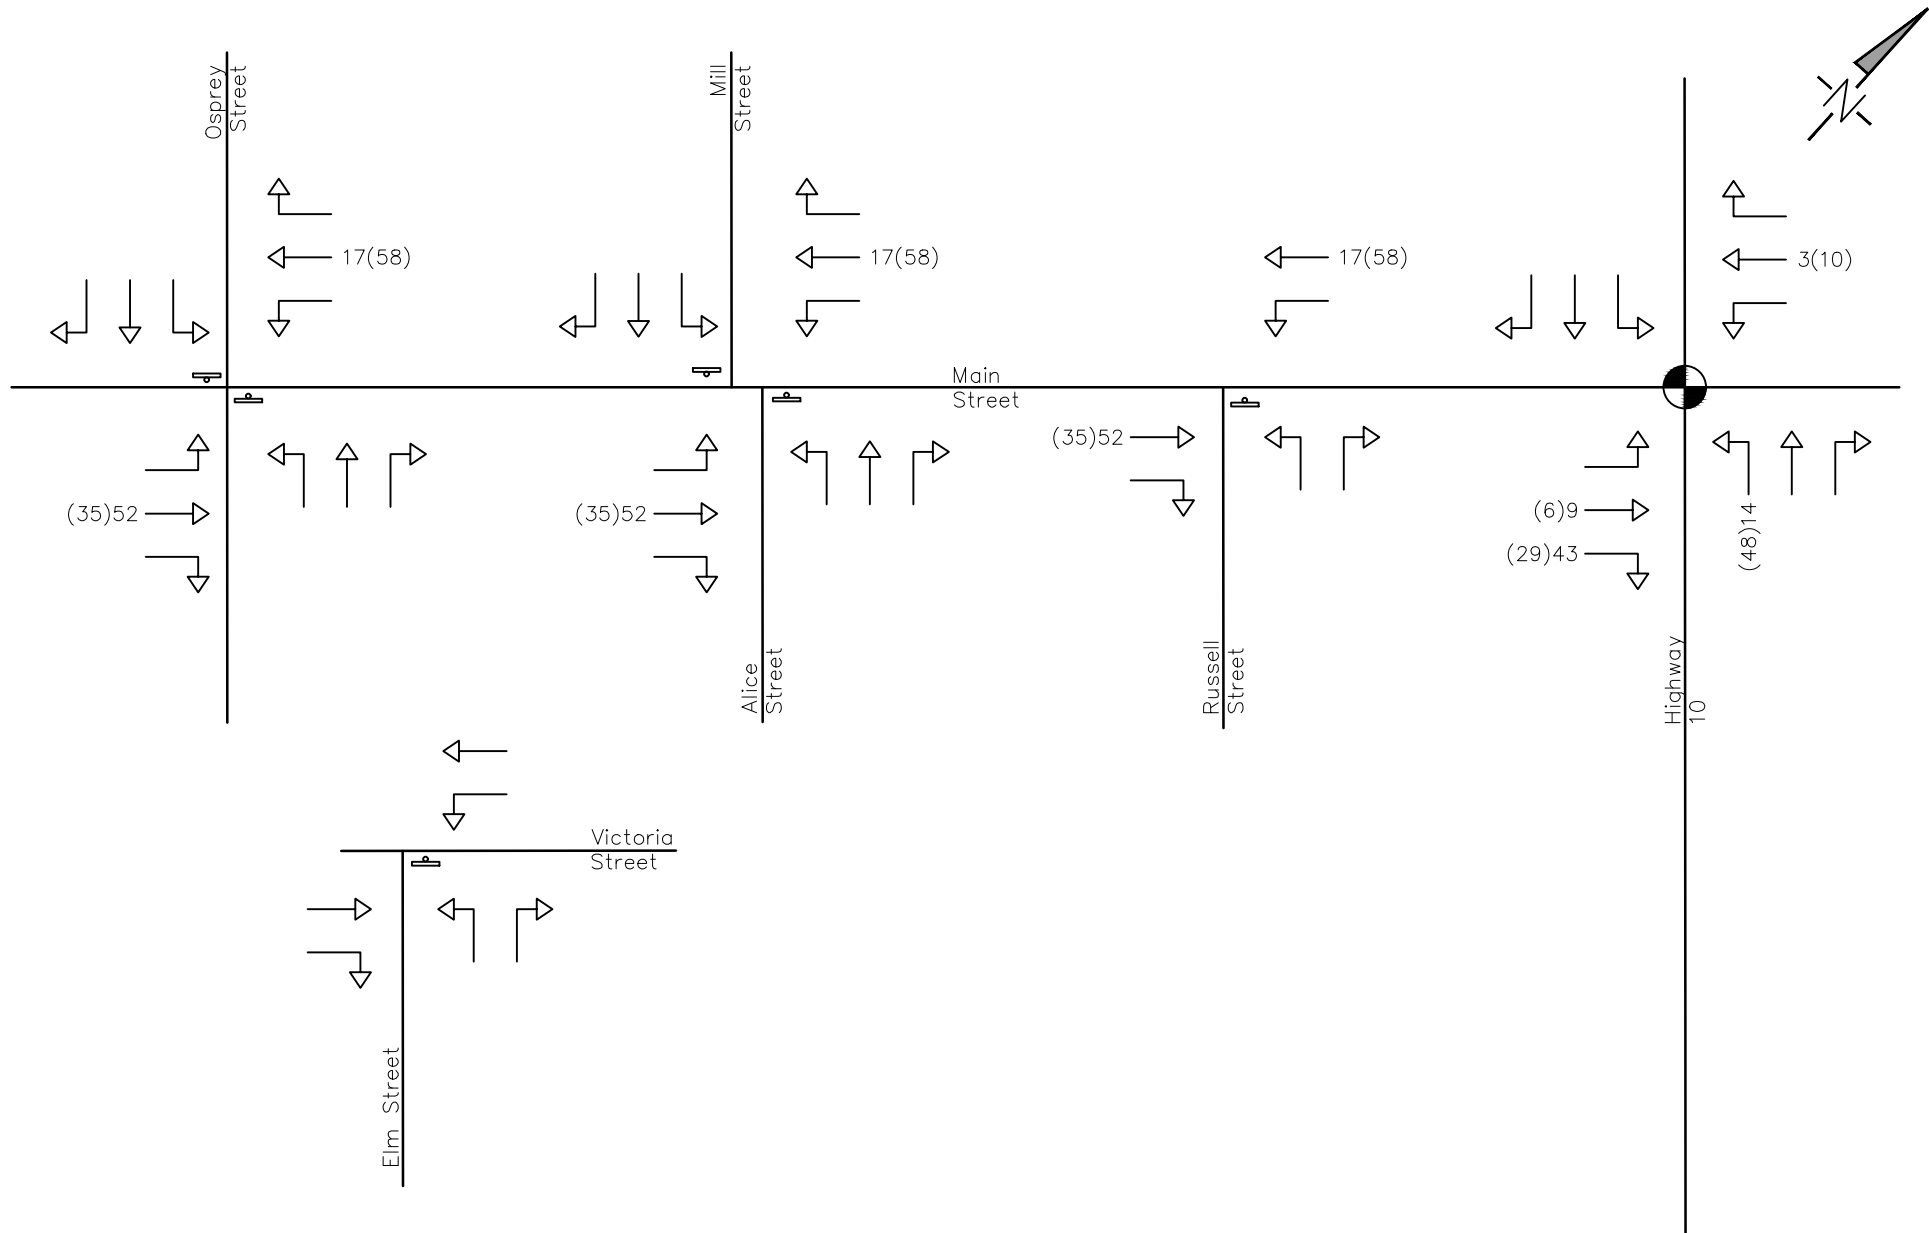 Osprey
Street
Mill
Street
N
17(58)
17(58)
17(58)
3(10)
Main
Street
(35)52
(35)52
(35)52
(6)9
(29)43
(48)14
Alice
Street
Russell
Street
Highway
10
Victoria
Street
Elm Street